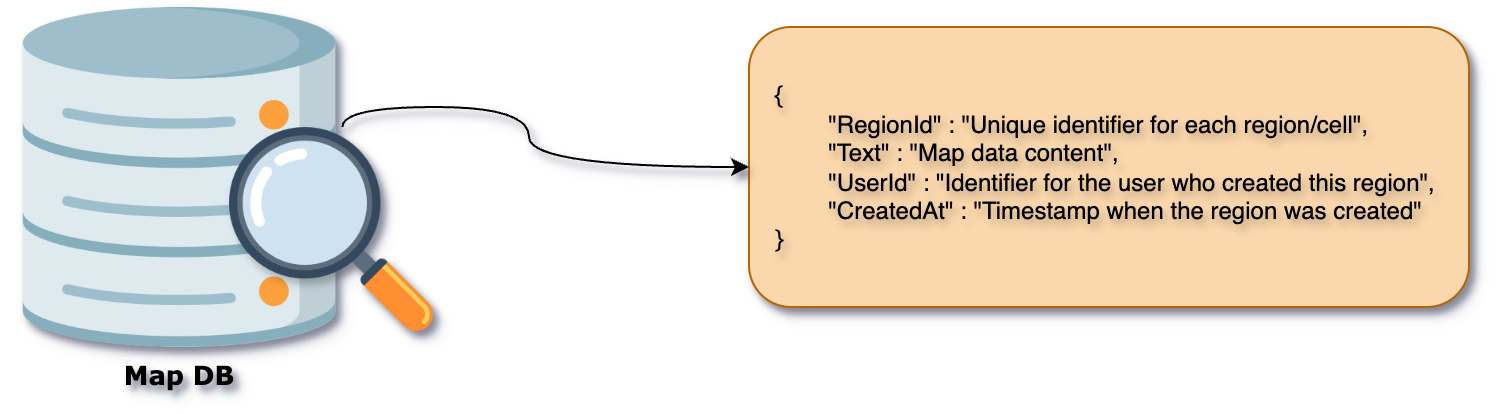 {
"RegionId" : "Unique identifier for each region/cell",
"Text" : "Map data content",
"UserId" : "Identifier for the user who created this region",
"CreatedAt" : "Timestamp when the region was created"
}
Map DB